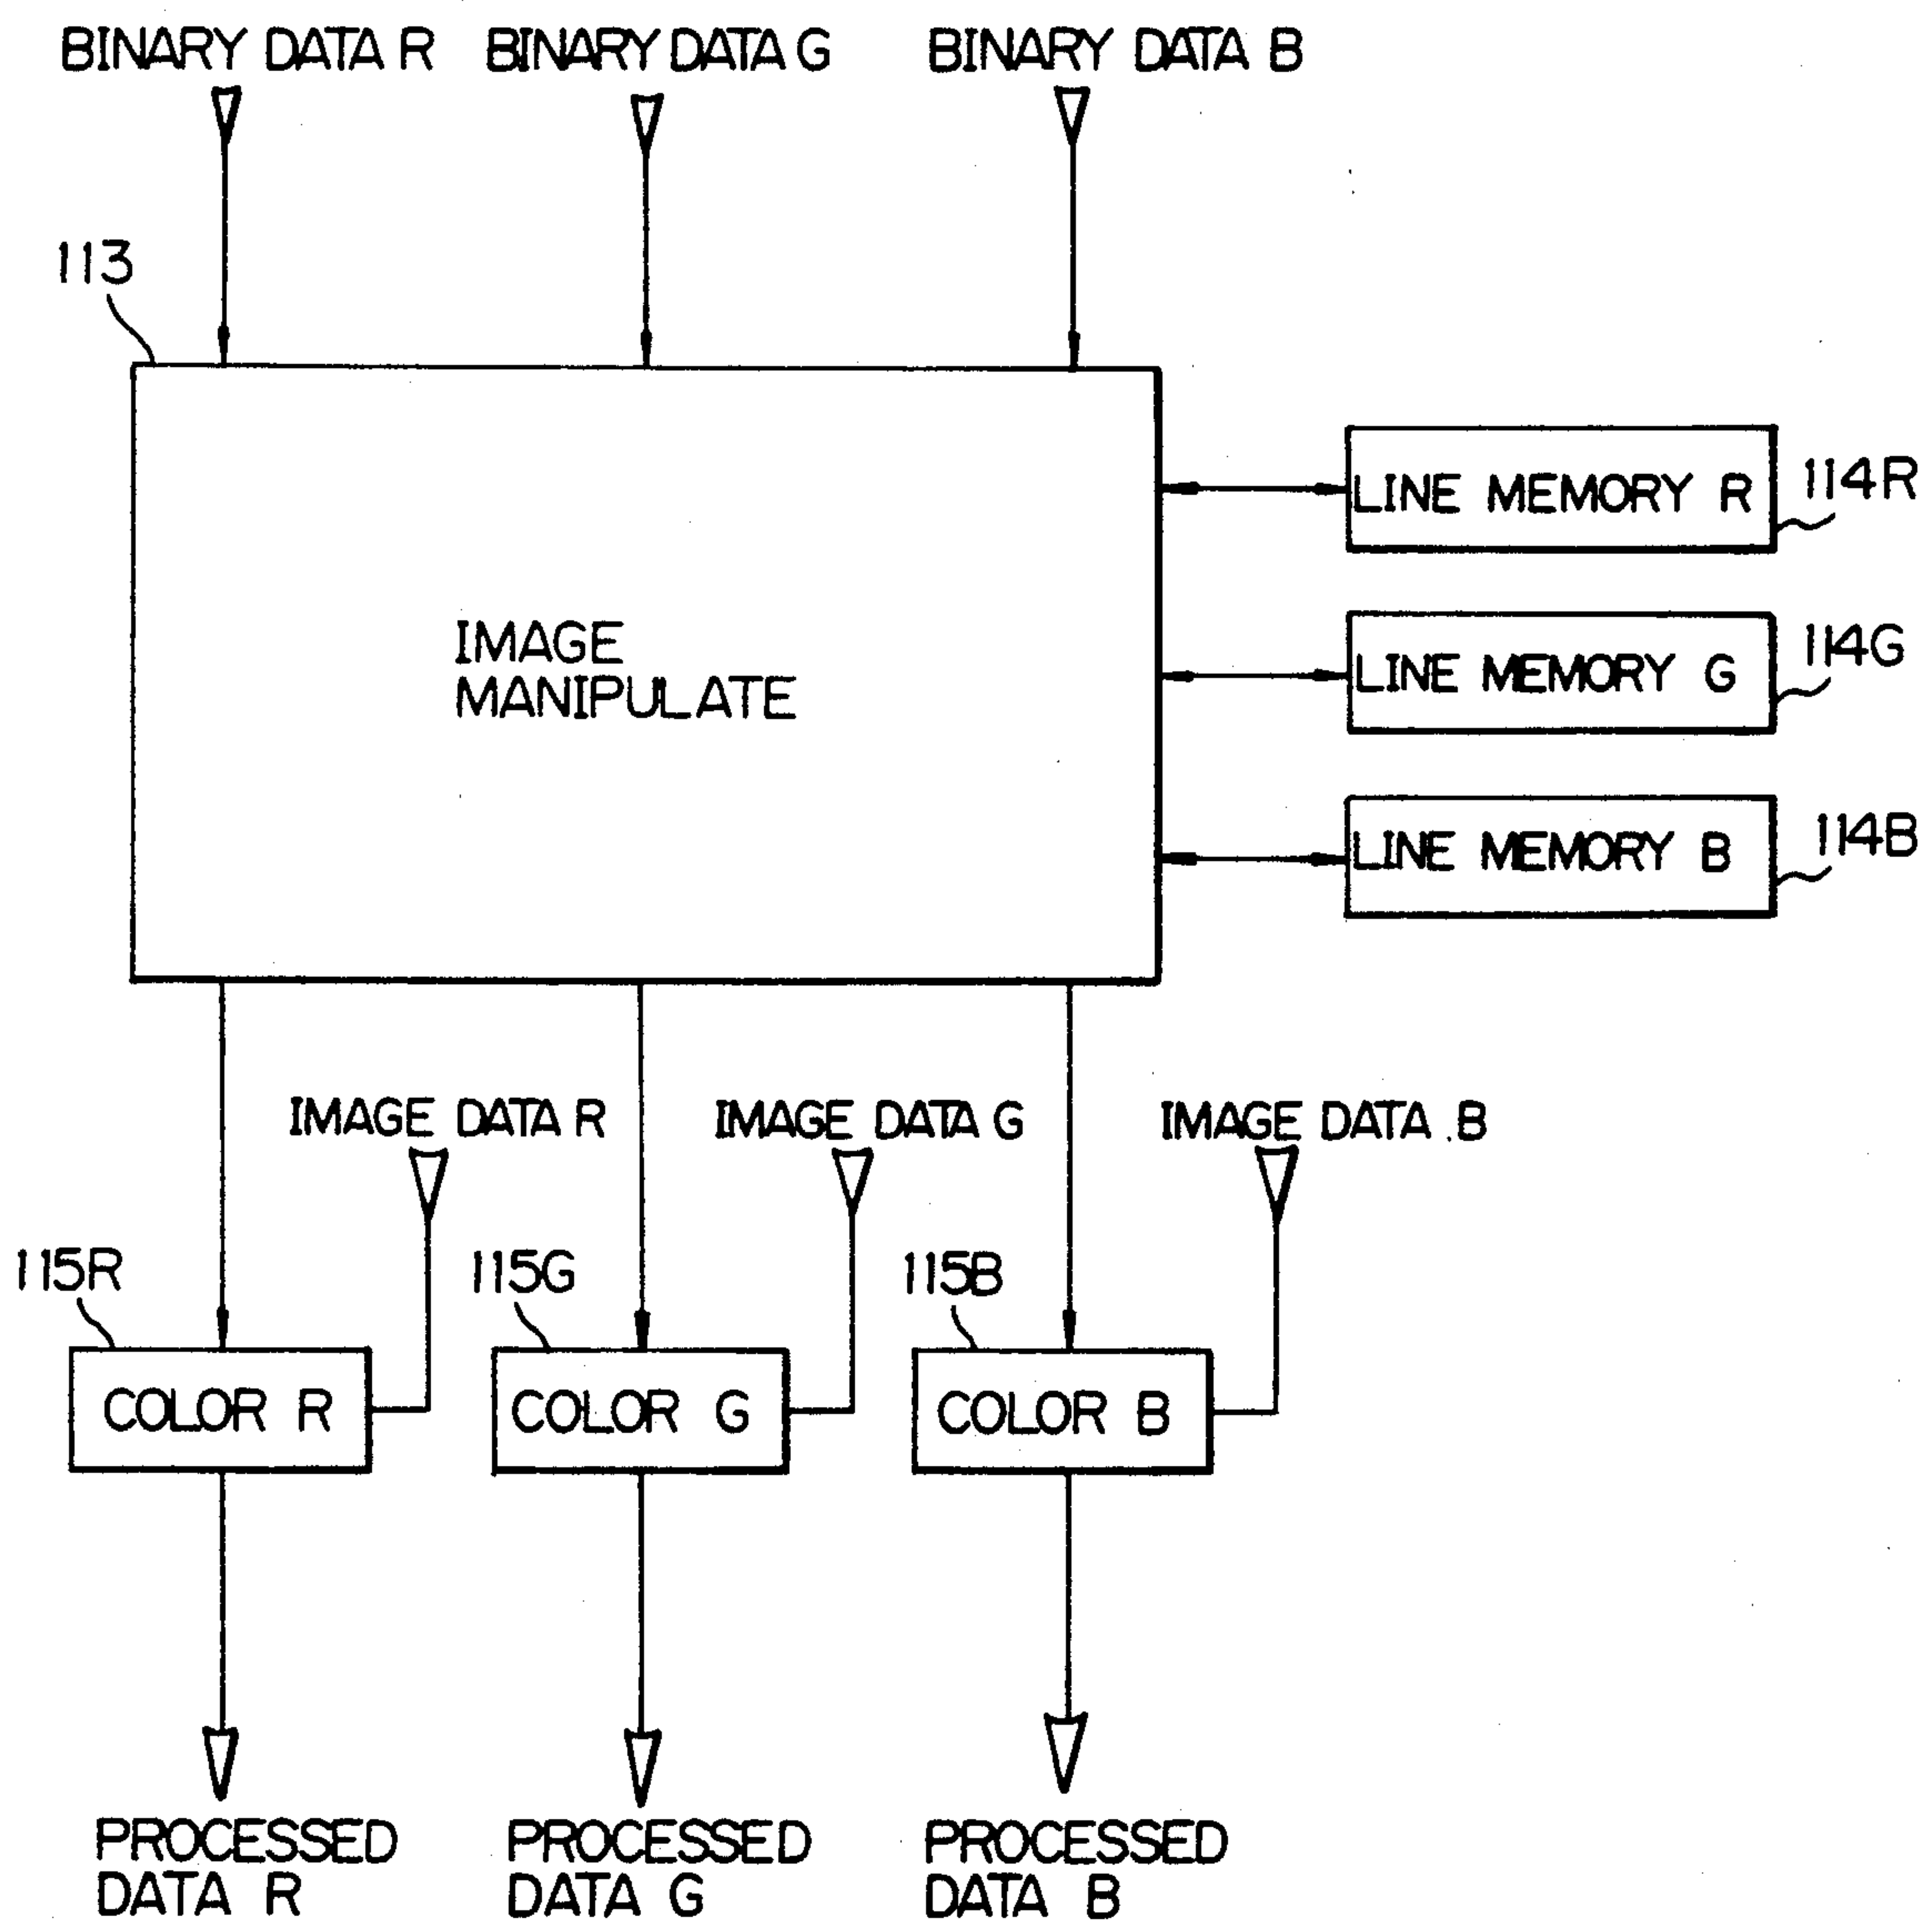 BINARY DATA R
BINARY DATA G
BINARY DATA B
113
IMAGE
MANIPULATE
LINE MEMORY R
114R
LINE MEMORY G
114G
LINE MEMORY B
114B
IMAGE DATA R
IMAGE DATA G
IMAGE DATA B
115R
115G
115B
COLOR R
COLOR G
COLOR B
PROCESSED
DATA R
PROCESSED
DATA G
PROCESSED
DATA B